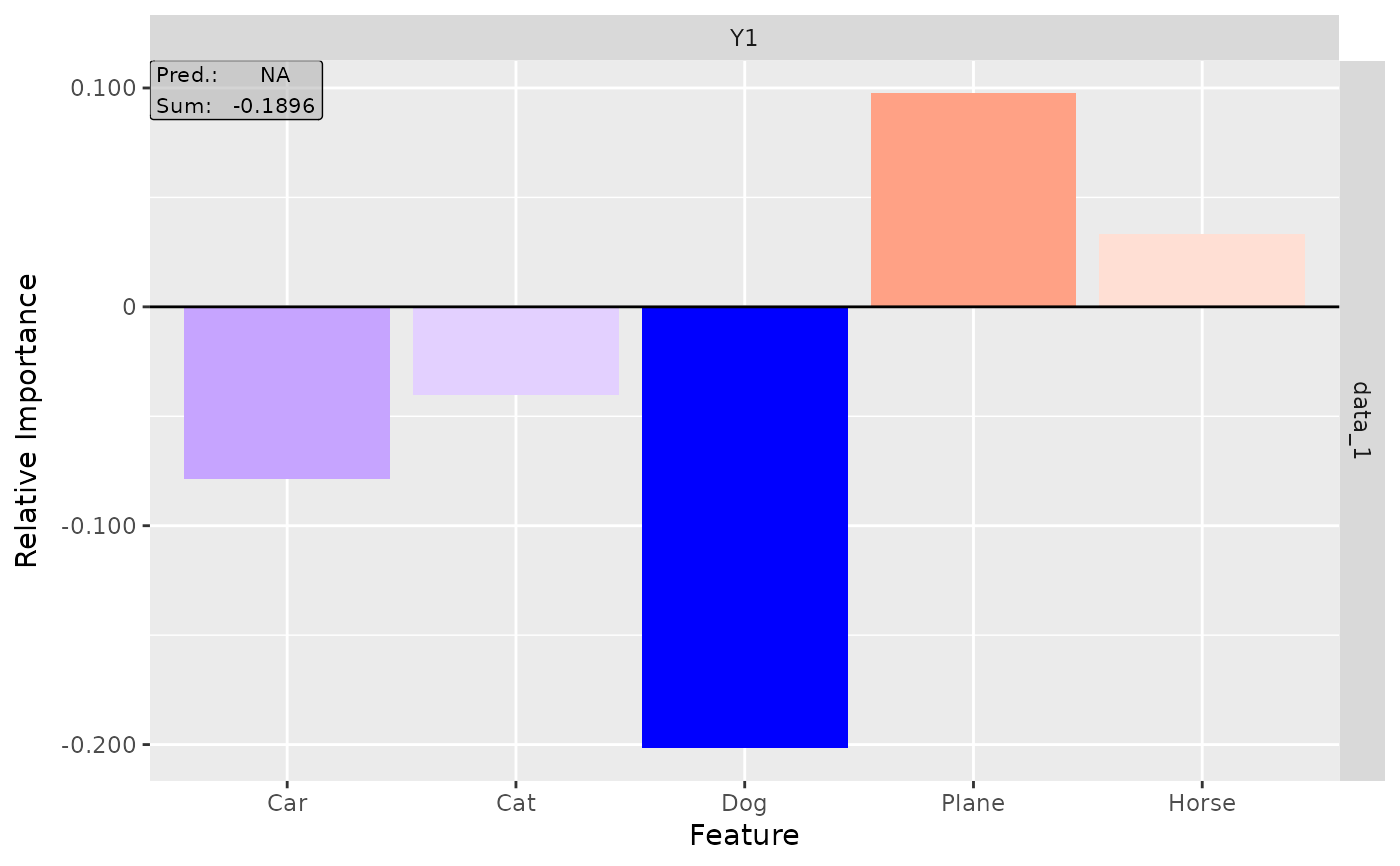 Y1
Pred.: NA
Sum: -0.1896
0.100
0
-0.100
-0.200
Relative Importance
data_1
Car Cat Dog Plane Horse
Feature